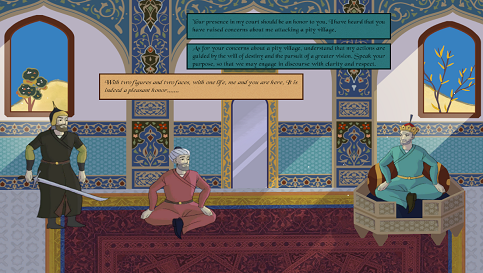 Your presence in my court should be an honor to you. I have heard that you
have raised concerns about me attacking a pity village.
As for your concerns about a pity village, understand that my actions are
guided by the will of destiny and the pursuit of a greater vision. Speak your
purpose, so that we may engage in discourse with clarity and respect.
With two figures and two faces, with one life, me and you are here. It is
indeed a pleasant honor......